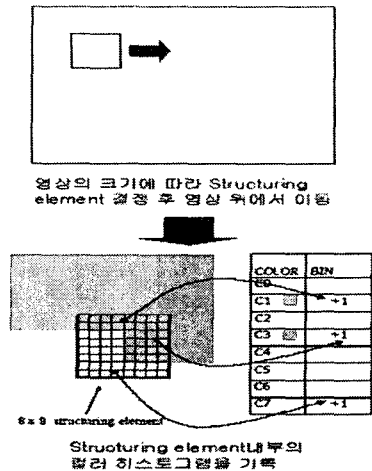 영상의 크기에 따라 Structuring
element 결정 후 영상 위에서 이동
COLOR BIN
C0
C1 +1
C2
C3 +1
C4
C5
C6
C7 +1
8 x 8 structuring element
Structuring element내부의
컬러 히스토그램을 기록